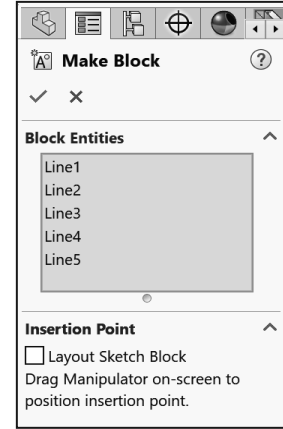 Make Block
?
Block Entities
Line1
Line2
Line3
Line4
Line5
Insertion Point
Layout Sketch Block
Drag Manipulator on-screen to
position insertion point.